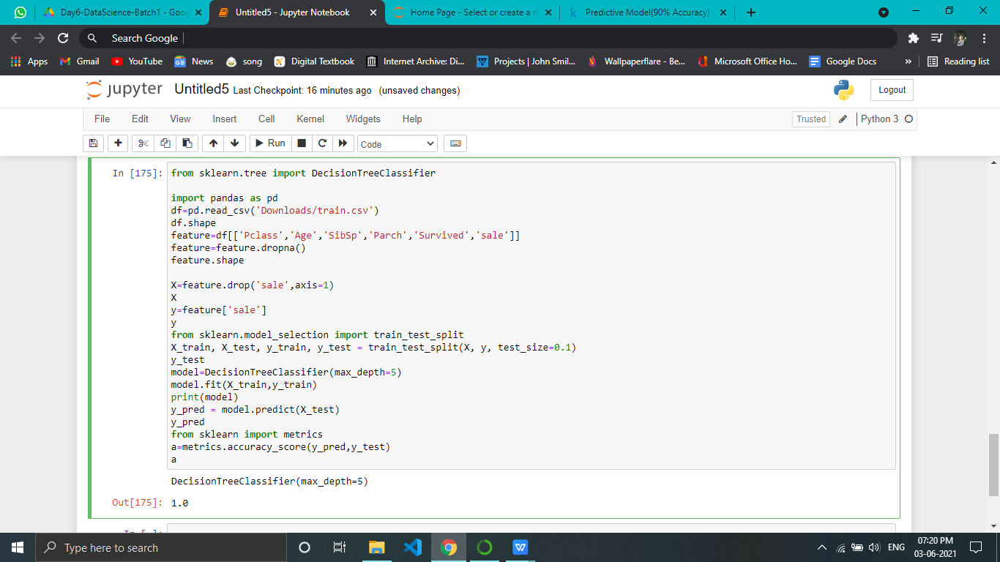 Day6-DataScience-Batch1 - Goo
Untitled5 - Jupyter Notebook
Home Page - Select or create a n
Predictive Model(90% Accuracy)
Search Google
Apps
Gmail
YouTube
News
song
Digital Textbook
Internet Archive: Di...
Projects | John Smil...
Wallpaperflare - Be...
Microsoft Office Ho...
Google Docs
»
Reading list
jupyter Untitled5 Last Checkpoint: 16 minutes ago (unsaved changes)
Logout
File Edit View Insert Cell Kernel Widgets Help
Trusted
Python 3
Run
Code
In [175]:
from sklearn.tree import DecisionTreeClassifier
import pandas as pd
df=pd.read_csv('Downloads/train.csv')
df.shape
feature=df[['Pclass','Age','SibSp','Parch','Survived','sale']]
feature=feature.dropna()
feature.shape
X=feature.drop('sale',axis=1)
X
y=feature['sale']
y
from sklearn.model_selection import train_test_split
X_train, X_test, y_train, y_test = train_test_split(X, y, test_size=0.1)
y_test
model=DecisionTreeClassifier(max_depth=5)
model.fit(X_train,y_train)
print(model)
y_pred = model.predict(X_test)
y_pred
from sklearn import metrics
a=metrics.accuracy_score(y_pred,y_test)
a
DecisionTreeClassifier(max_depth=5)
Out[175]: 1.0
Type here to search
ENG
07:20 PM
03-06-2021